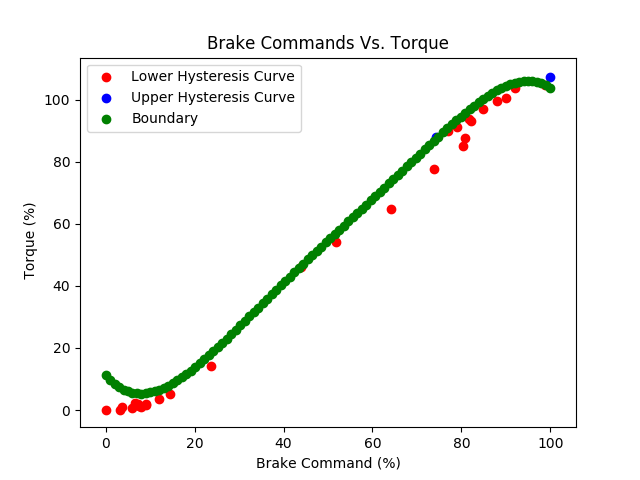 Brake Commands Vs. Torque
Lower Hysteresis Curve
Upper Hysteresis Curve
Boundary
100
80
60
40
20
0
Torque (%)
0 20 40 60 80 100
Brake Command (%)